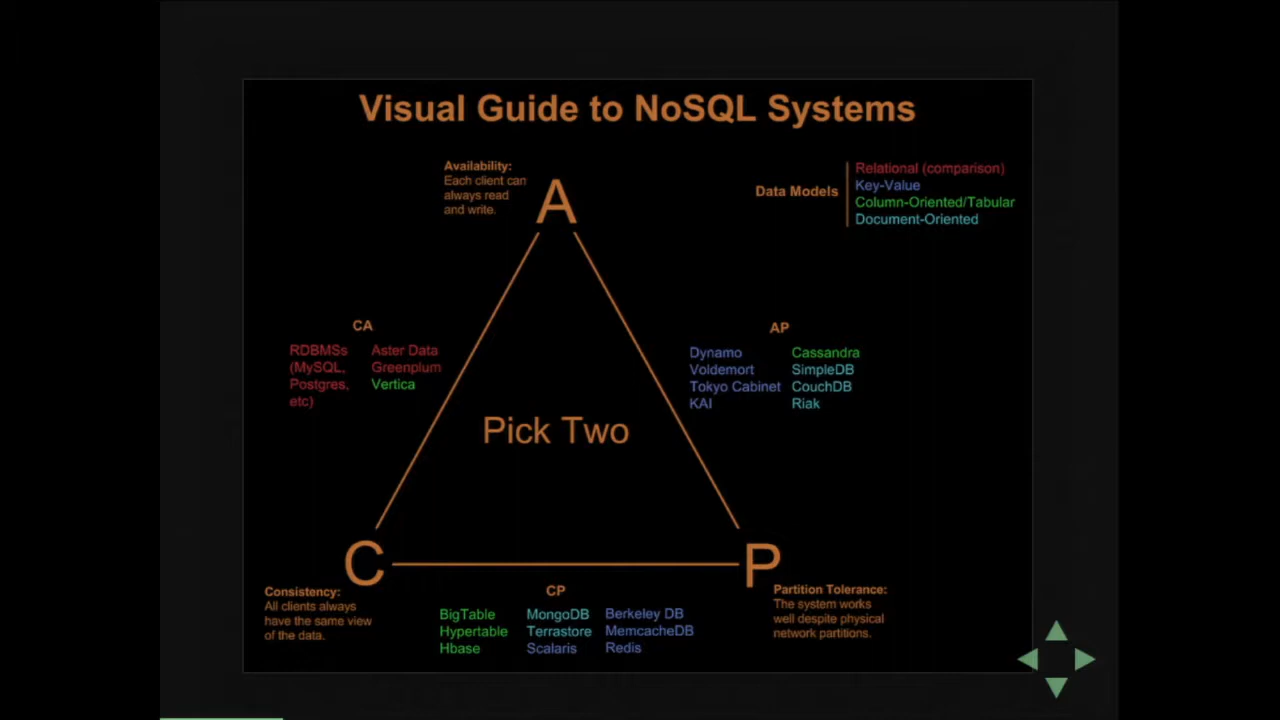 Visual Guide to NoSQL Systems
Availability:
Each client can
always read
and write.
A
Data Models
Relational (comparison)
Key-Value
Column-Oriented/Tabular
Document-Oriented
CA
RDBMSs
(MySQL,
Postgres,
etc)
Aster Data
Greenplum
Vertica
AP
Dynamo
Voldemort
Tokyo Cabinet
KAI
Cassandra
SimpleDB
CouchDB
Riak
Pick Two
C
P
Consistency:
All clients always
have the same view
of the data.
CP
BigTable
Hypertable
Hbase
MongoDB
Terrastore
Scalaris
Berkeley DB
MemcacheDB
Redis
Partition Tolerance:
The system works
well despite physical
network partitions.